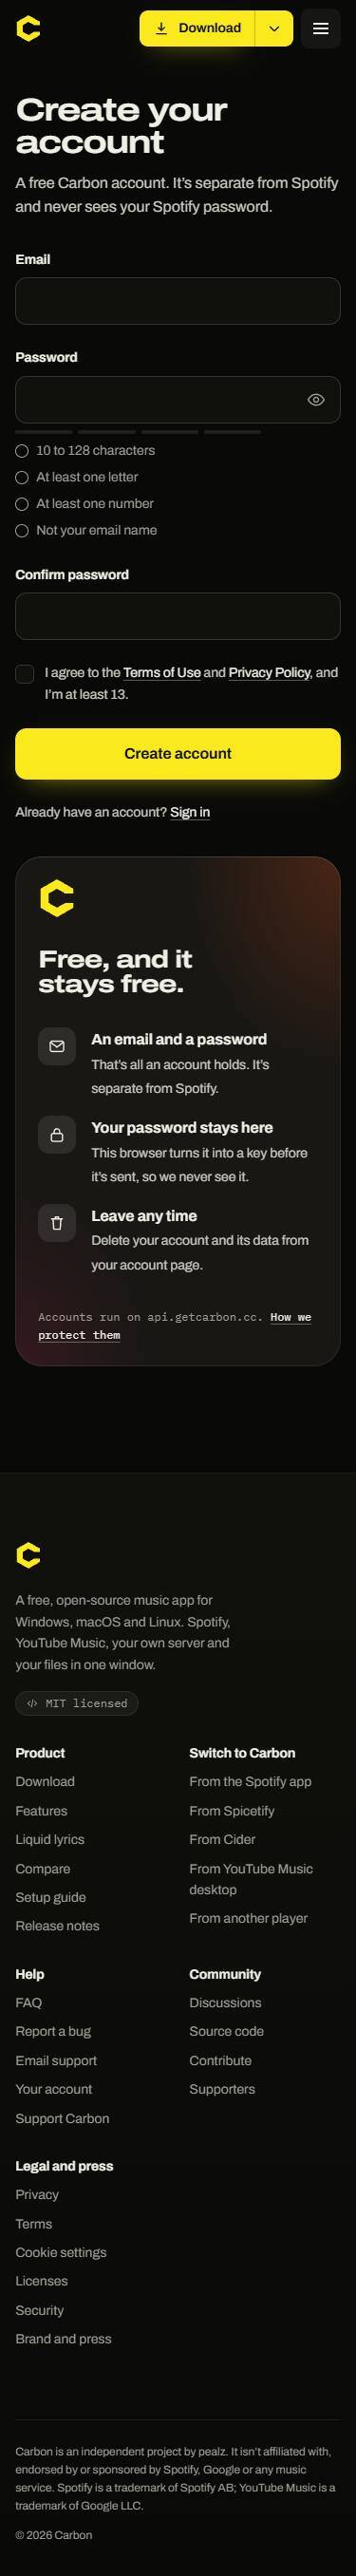 Download
Create your
account
A free Carbon account. It’s separate from Spotify
and never sees your Spotify password.
Email
Password
10 to 128 characters
At least one letter
At least one number
Not your email name
Confirm password
I agree to the Terms of Use and Privacy Policy, and
I’m at least 13.
Create account
Already have an account? Sign in
Free, and it
stays free.
An email and a password
That’s all an account holds. It’s
separate from Spotify.
Your password stays here
This browser turns it into a key before
it’s sent, so we never see it.
Leave any time
Delete your account and its data from
your account page.
Accounts run on api.getcarbon.cc. How we
protect them
A free, open-source music app for
Windows, macOS and Linux. Spotify,
YouTube Music, your own server and
your files in one window.
MIT licensed
Product
Download
Features
Liquid lyrics
Compare
Setup guide
Release notes
Switch to Carbon
From the Spotify app
From Spicetify
From Cider
From YouTube Music
desktop
From another player
Help
FAQ
Report a bug
Email support
Your account
Support Carbon
Community
Discussions
Source code
Contribute
Supporters
Legal and press
Privacy
Terms
Cookie settings
Licenses
Security
Brand and press
Carbon is an independent project by pealz. It isn’t affiliated with,
endorsed by or sponsored by Spotify, Google or any music
service. Spotify is a trademark of Spotify AB; YouTube Music is a
trademark of Google LLC.
© 2026 Carbon